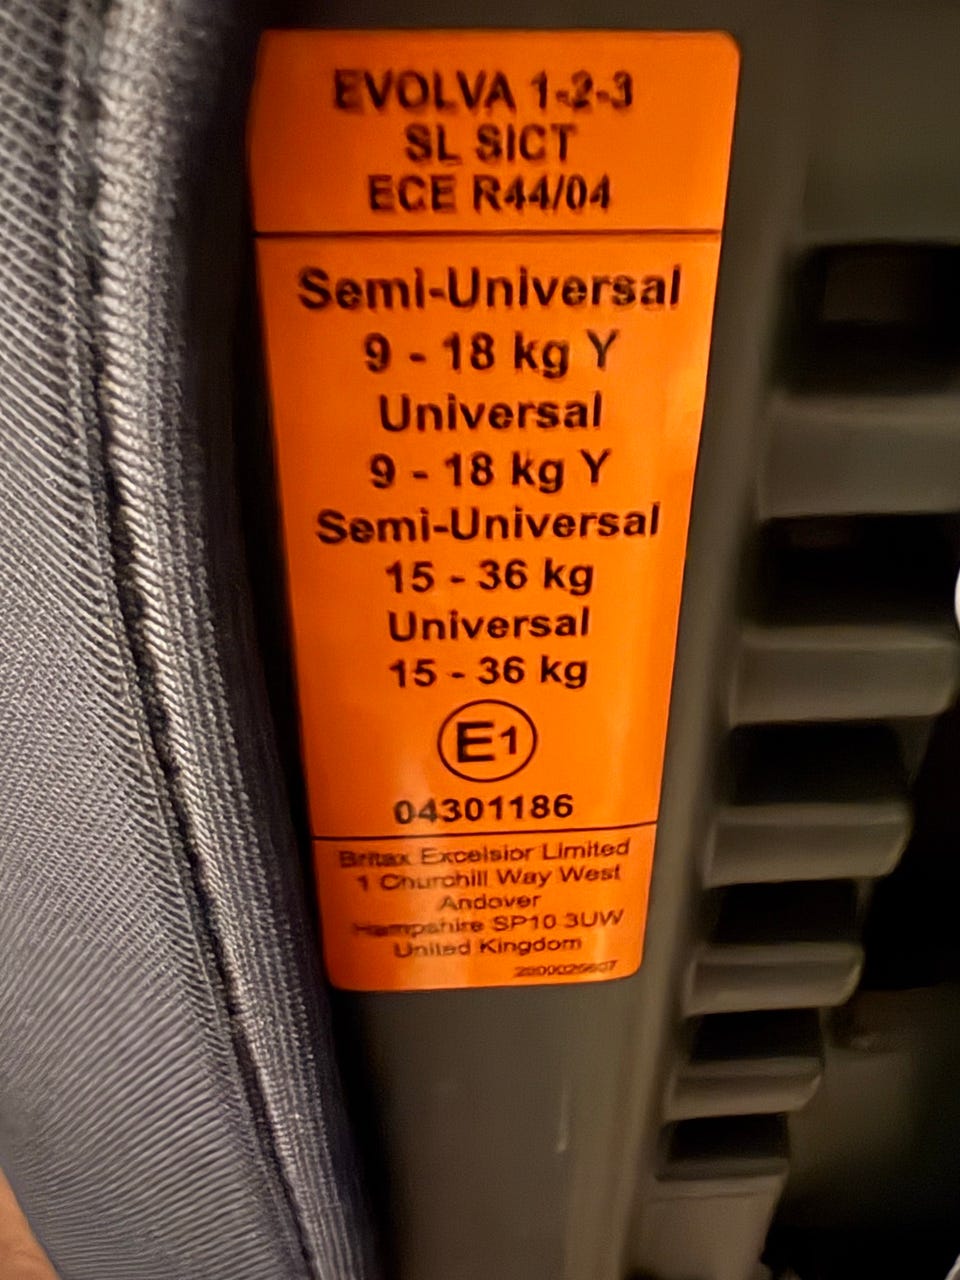 EVOLVA 1-2-3
SL SICT
ECE R44/04
Semi-Universal
9 - 18 kg Y
Universal
9 - 18 kg Y
Semi-Universal
15 - 36 kg
Universal
15 - 36 kg
E1
04301186
Britax Excelsior Limited
1 Churchill Way West
Andover
Hampshire SP10 3UW
United Kingdom